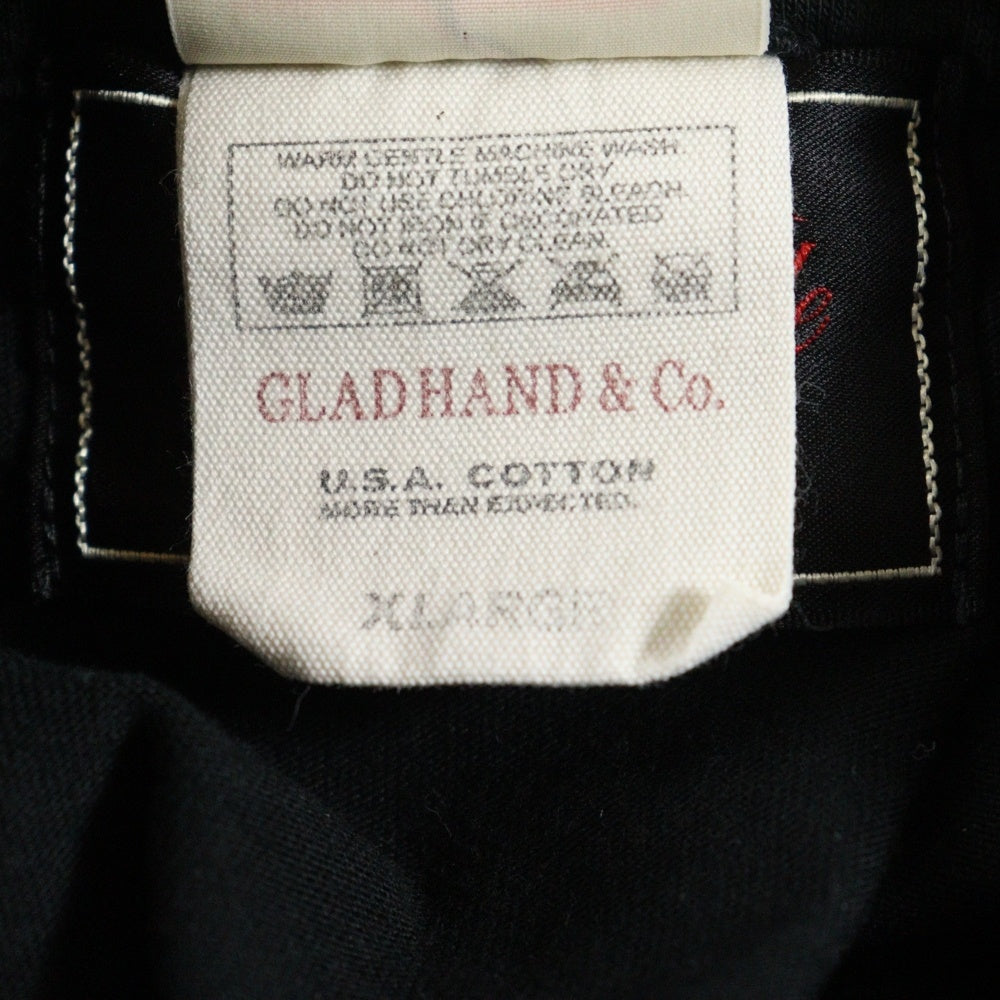 WARM GENTLE MACHINE WASH.
DO NOT TUMBLE DRY
DO NOT USE CHLORINE BLEACH.
DO NOT IRON IF DECORATED
DO NOT DRY CLEAN.
GLADHAND & Co.
U.S.A. COTTON
MORE THAN EXPECTED.
XLARGE